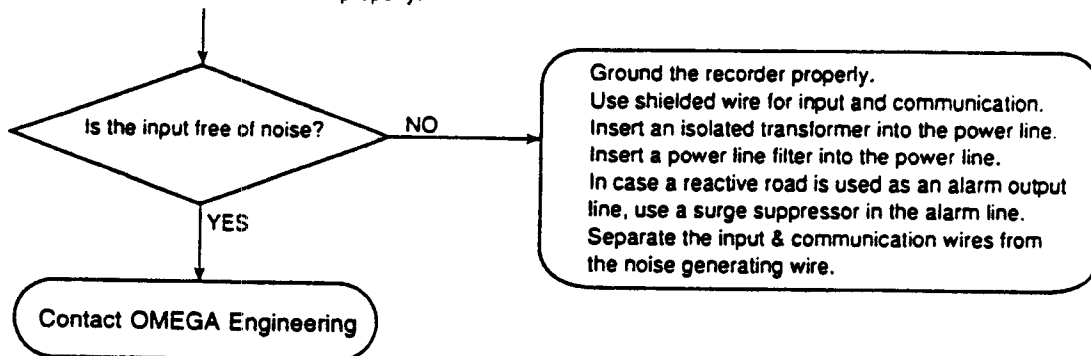 properly.
Is the input free of noise?
NO
Ground the recorder properly.
Use shielded wire for input and communication.
Insert an isolated transformer into the power line.
Insert a power line filter into the power line.
In case a reactive road is used as an alarm output
line, use a surge suppressor in the alarm line.
Separate the input & communication wires from
the noise generating wire.
YES
Contact OMEGA Engineering